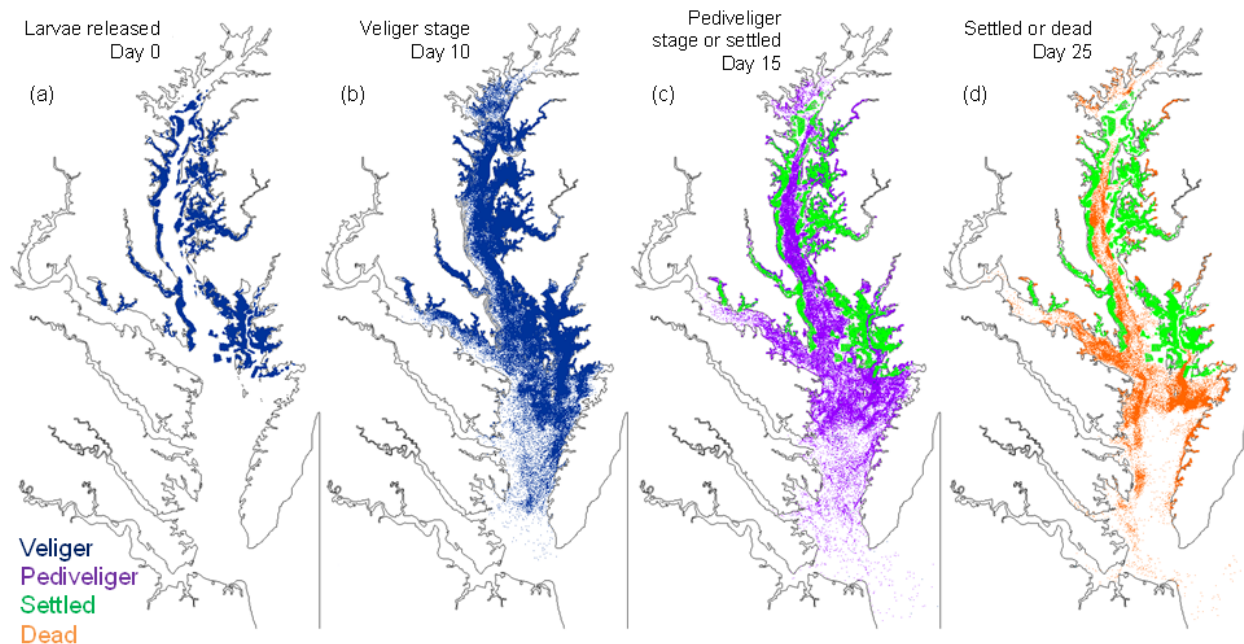 Larvae released
Day 0
(a)
Veliger stage
Day 10
(b)
Pediveliger
stage or settled
Day 15
(c)
Settled or dead
Day 25
(d)
Veliger
Pediveliger
Settled
Dead